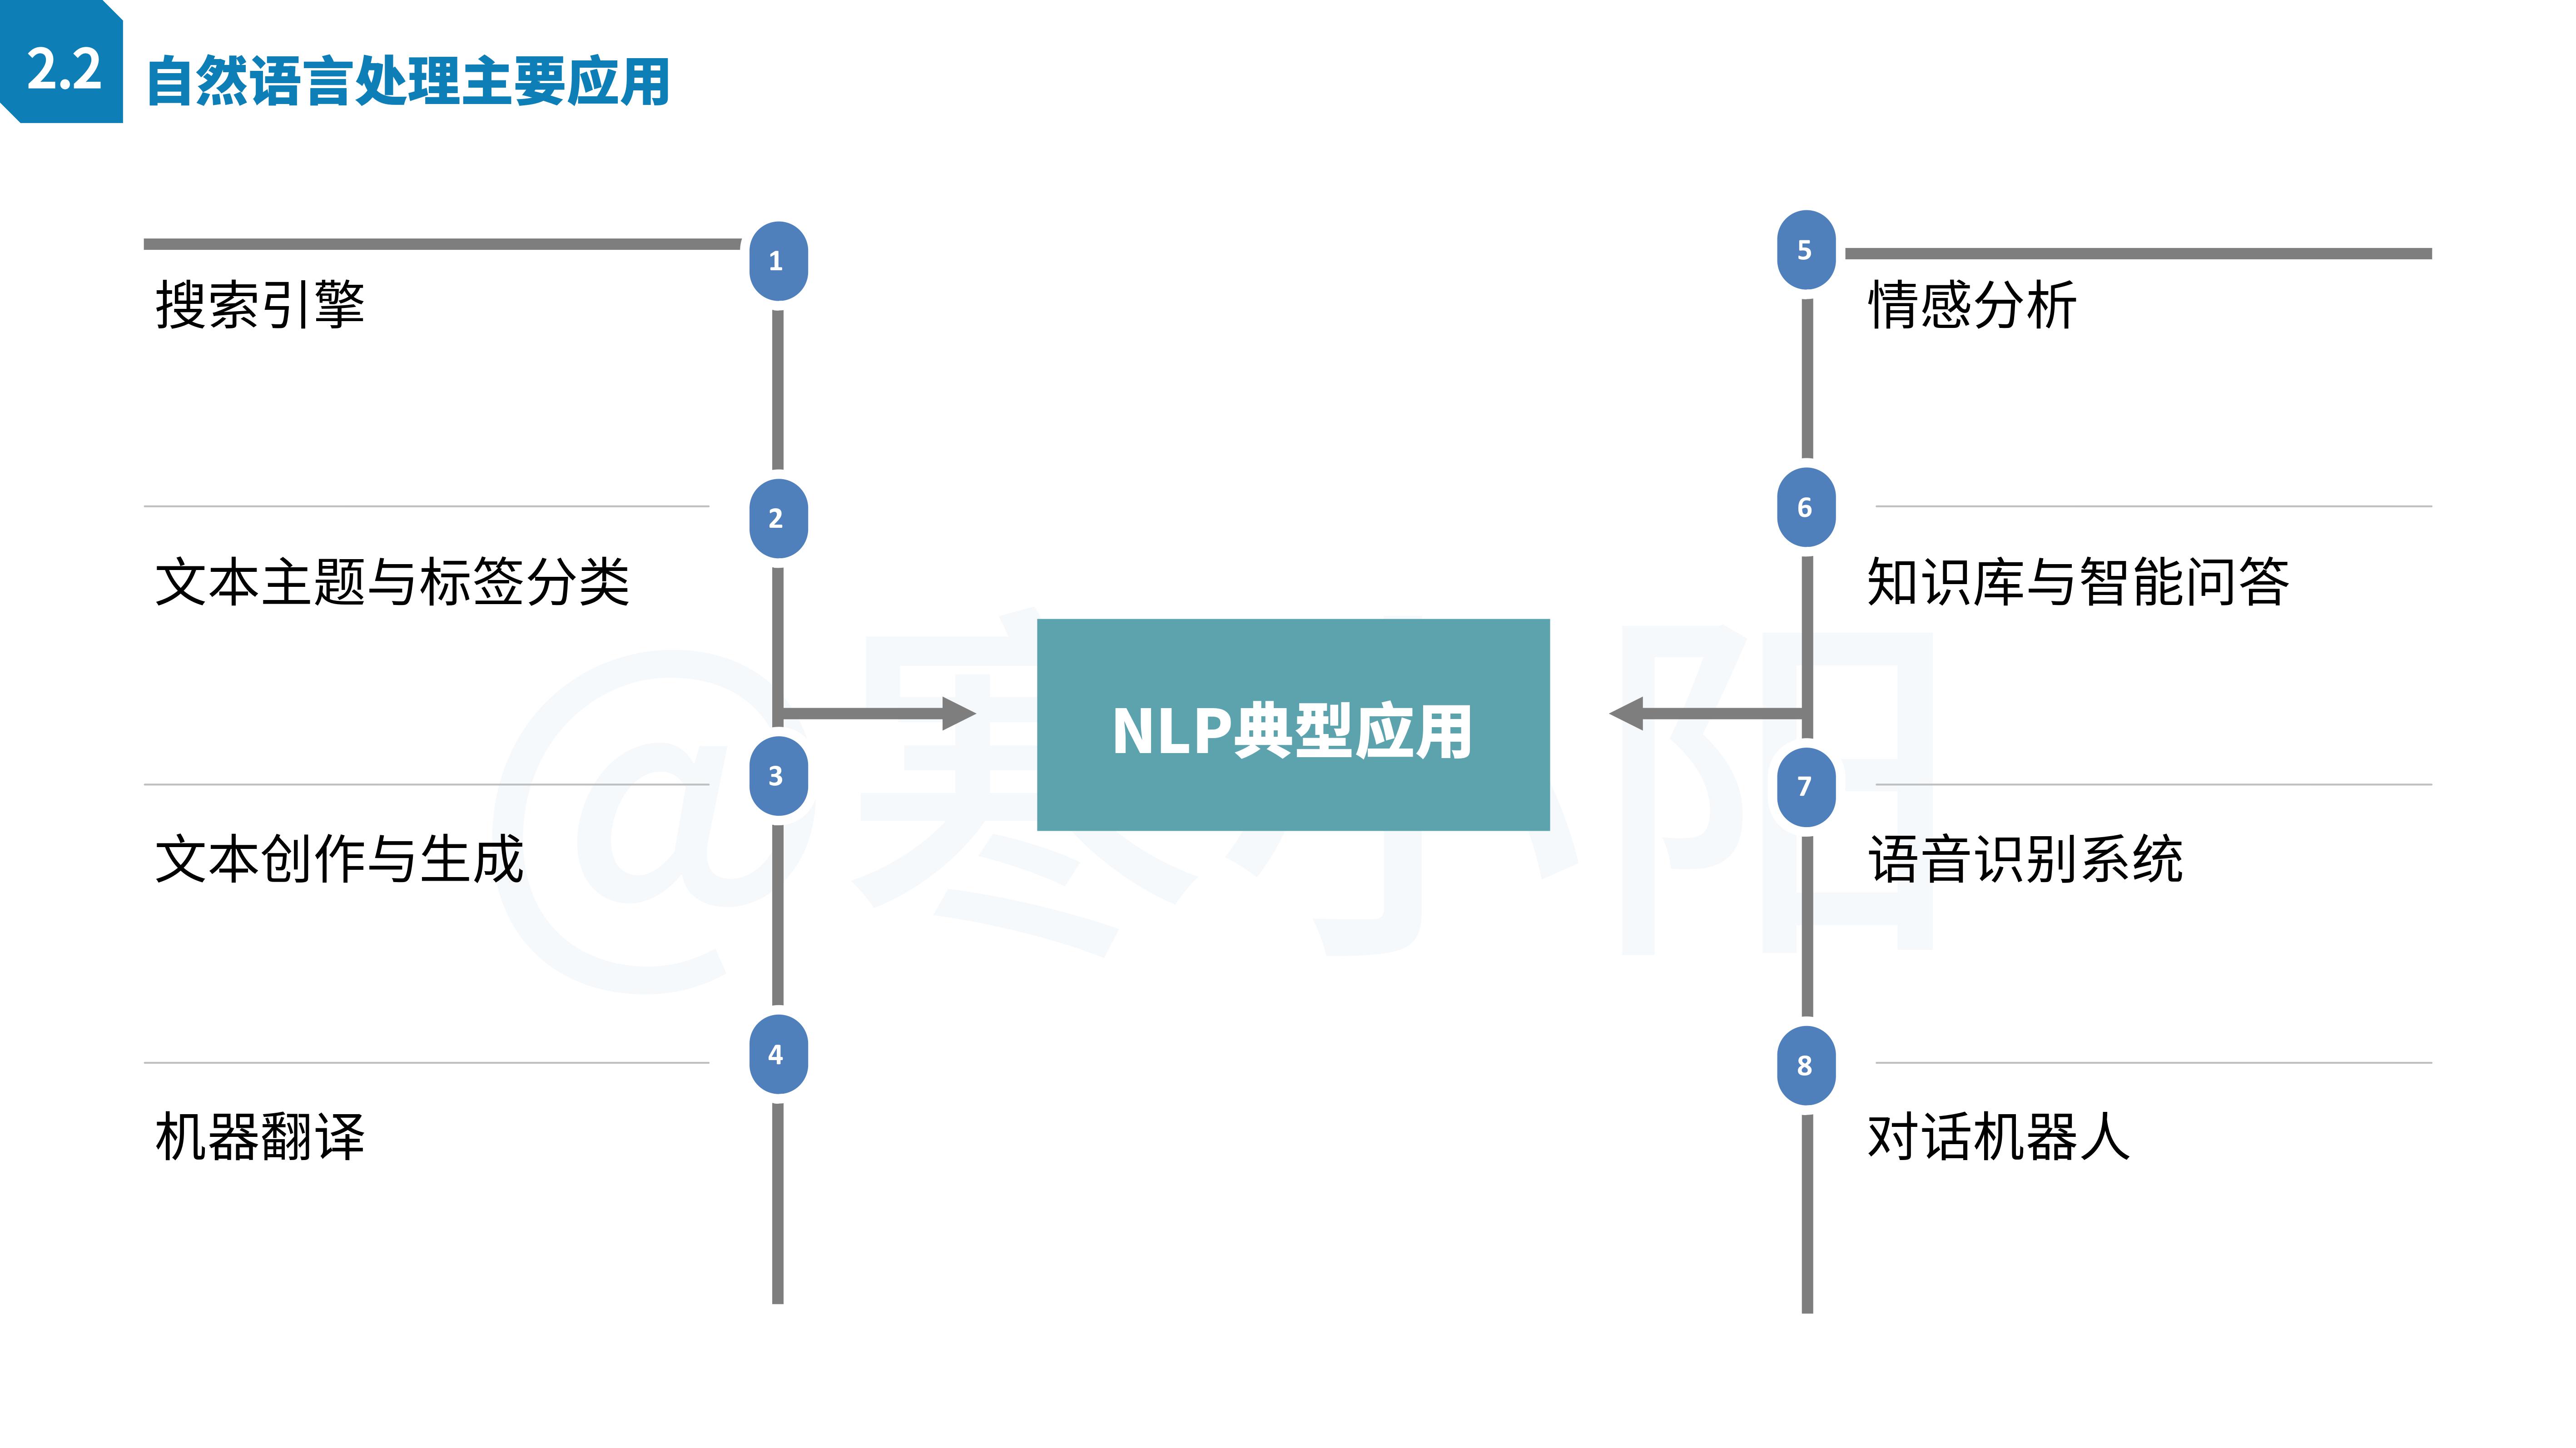 2.2
自然语言处理主要应用
1
搜索引擎
2
文本主题与标签分类
3
文本创作与生成
4
机器翻译
NLP典型应用
5
情感分析
6
知识库与智能问答
7
语音识别系统
8
对话机器人
@寒小阳